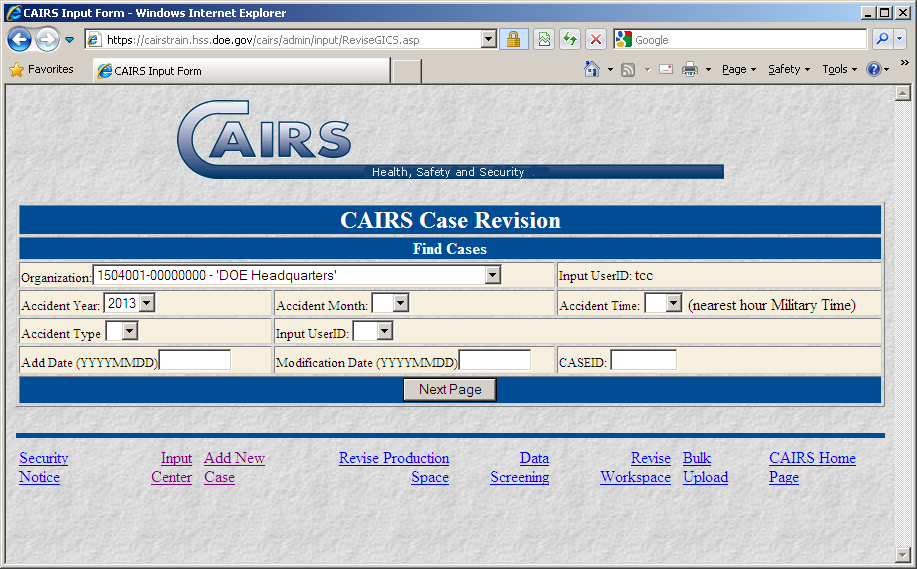 CAIRS Input Form - Windows Internet Explorer
https://cairstrain.hss.doe.gov/cairs/admin/input/ReviseGICS.asp
Google
Favorites
CAIRS Input Form
Page
Safety
Tools
CAIRS
Health, Safety and Security
CAIRS Case Revision
Find Cases
Organization: 1504001-00000000 - 'DOE Headquarters'
Input UserID: tcc
Accident Year: 2013
Accident Month:
Accident Time: (nearest hour Military Time)
Accident Type
Input UserID:
Add Date (YYYYMMDD)
Modification Date (YYYYMMDD)
CASEID:
Next Page
Security
Notice
Input
Center
Add New
Case
Revise Production
Space
Data
Screening
Revise
Workspace
Bulk
Upload
CAIRS Home
Page